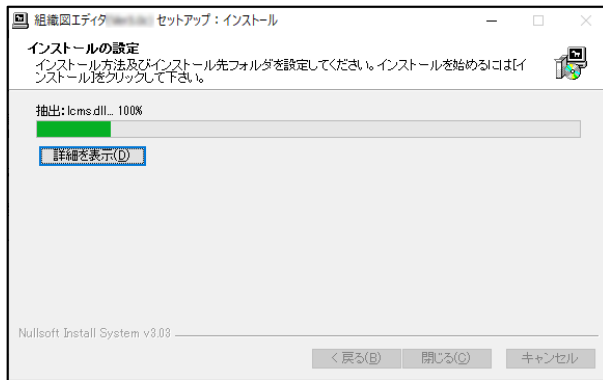 組織図エディタ セットアップ：インストール
インストールの設定
インストール方法及びインストール先フォルダを設定してください。インストールを始めるには[イ
ンストール]をクリックして下さい。
抽出: lcms.dll... 100%
詳細を表示(D)
Nullsoft Install System v3.03
< 戻る(B) 閉じる(C) キャンセル